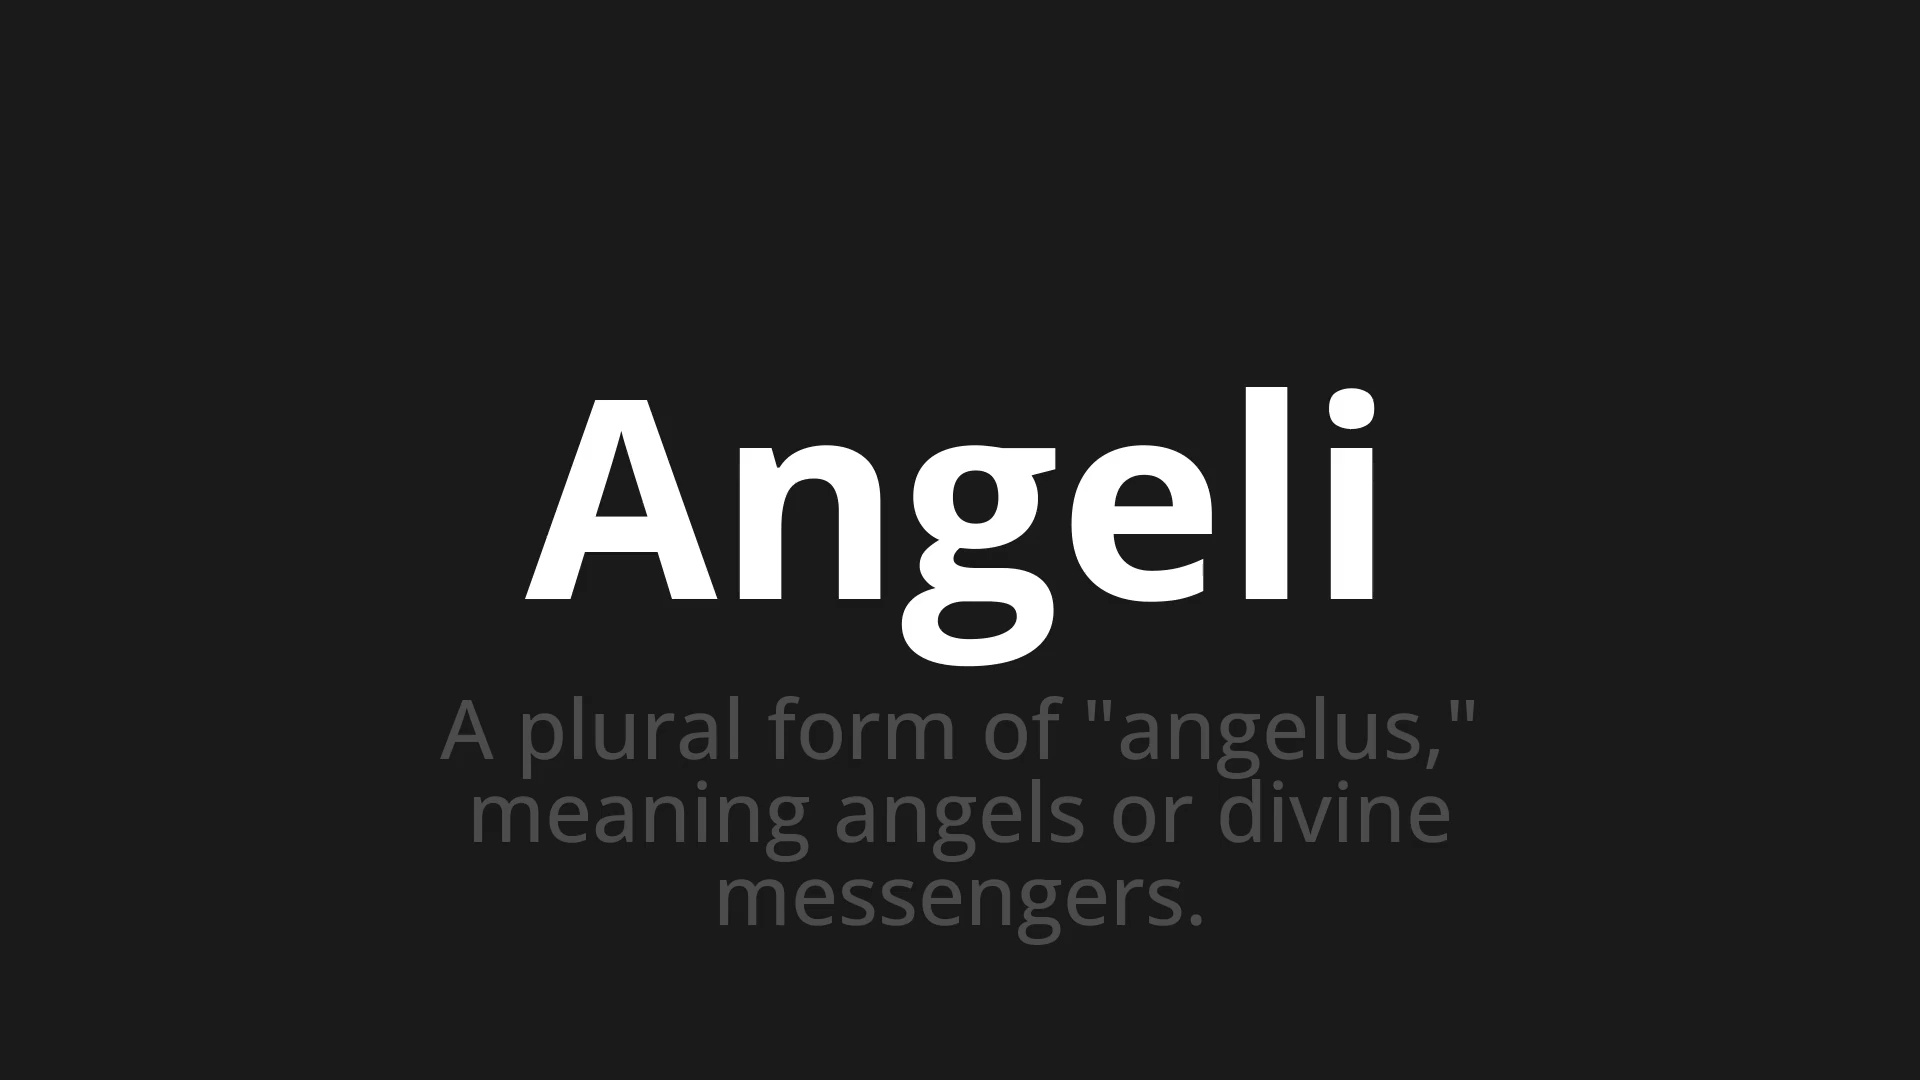 Angeli
A plural form of "angelus,"
meaning angels or divine
messengers.